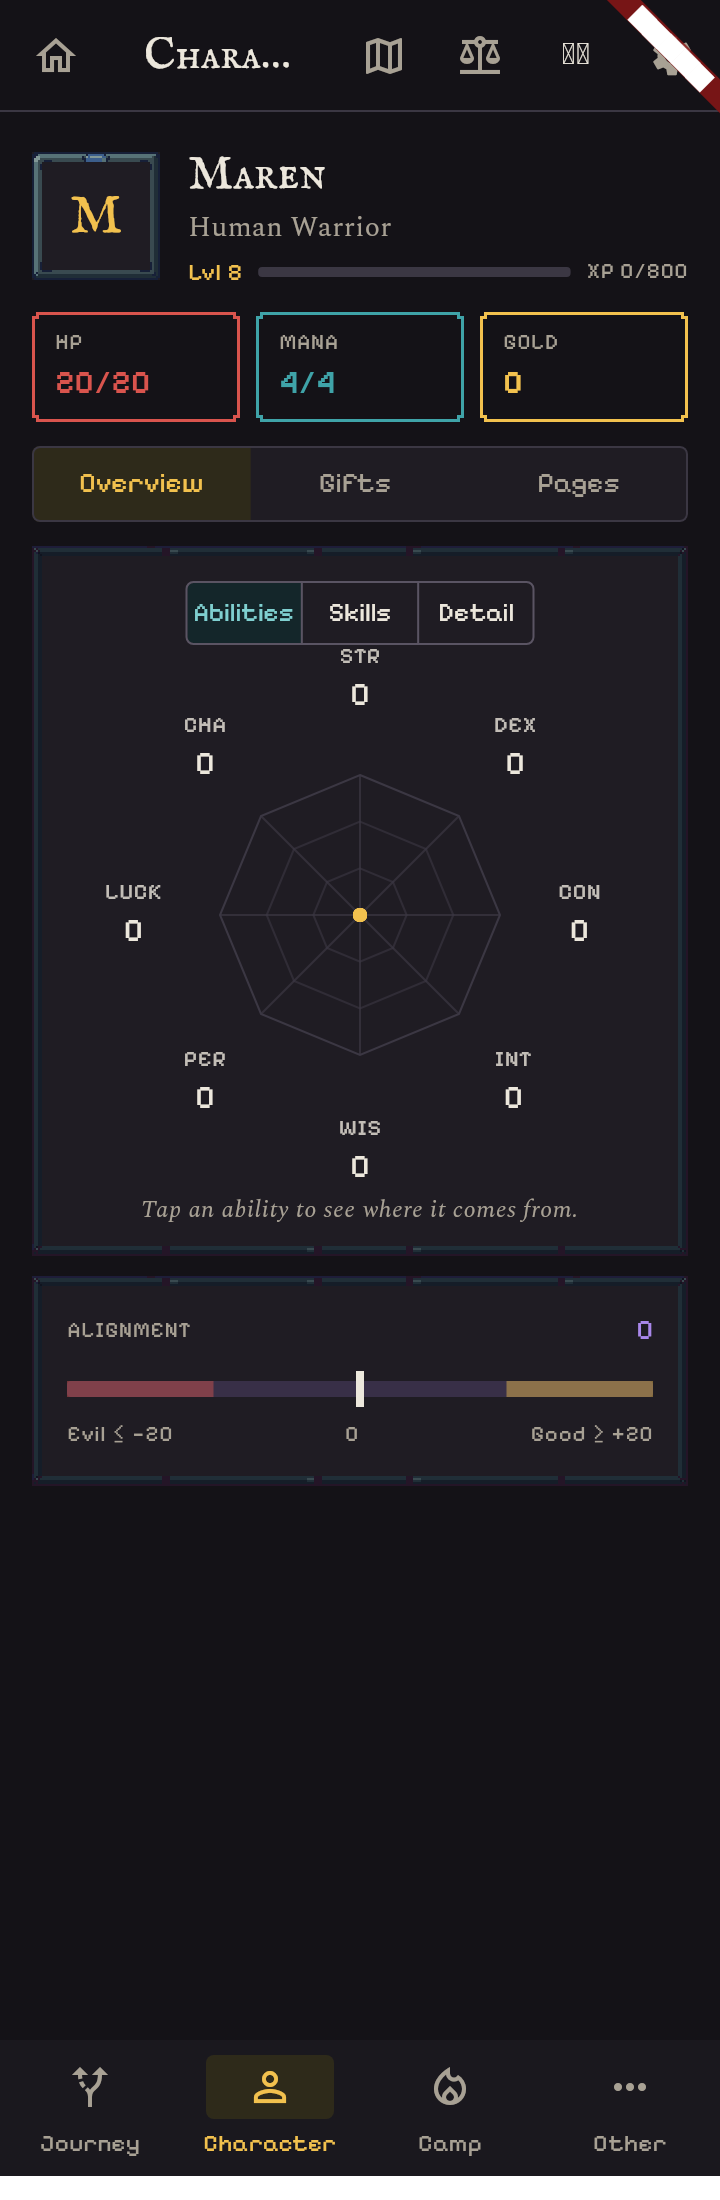 Chara...
M
Maren
Human Warrior
Lvl 8
XP 0/800
HP
MANA
GOLD
80/80
4/4
0
Overview
Gifts
Pages
Abilities
Skills
Detail
STR
0
CHA
0
DEX
0
LUCK
0
CON
0
PER
0
INT
0
WIS
0
Tap an ability to see where it comes from.
ALIGNMENT
0
Evil ≤ -20
0
Good ≥ +20
Journey
Character
Camp
Other